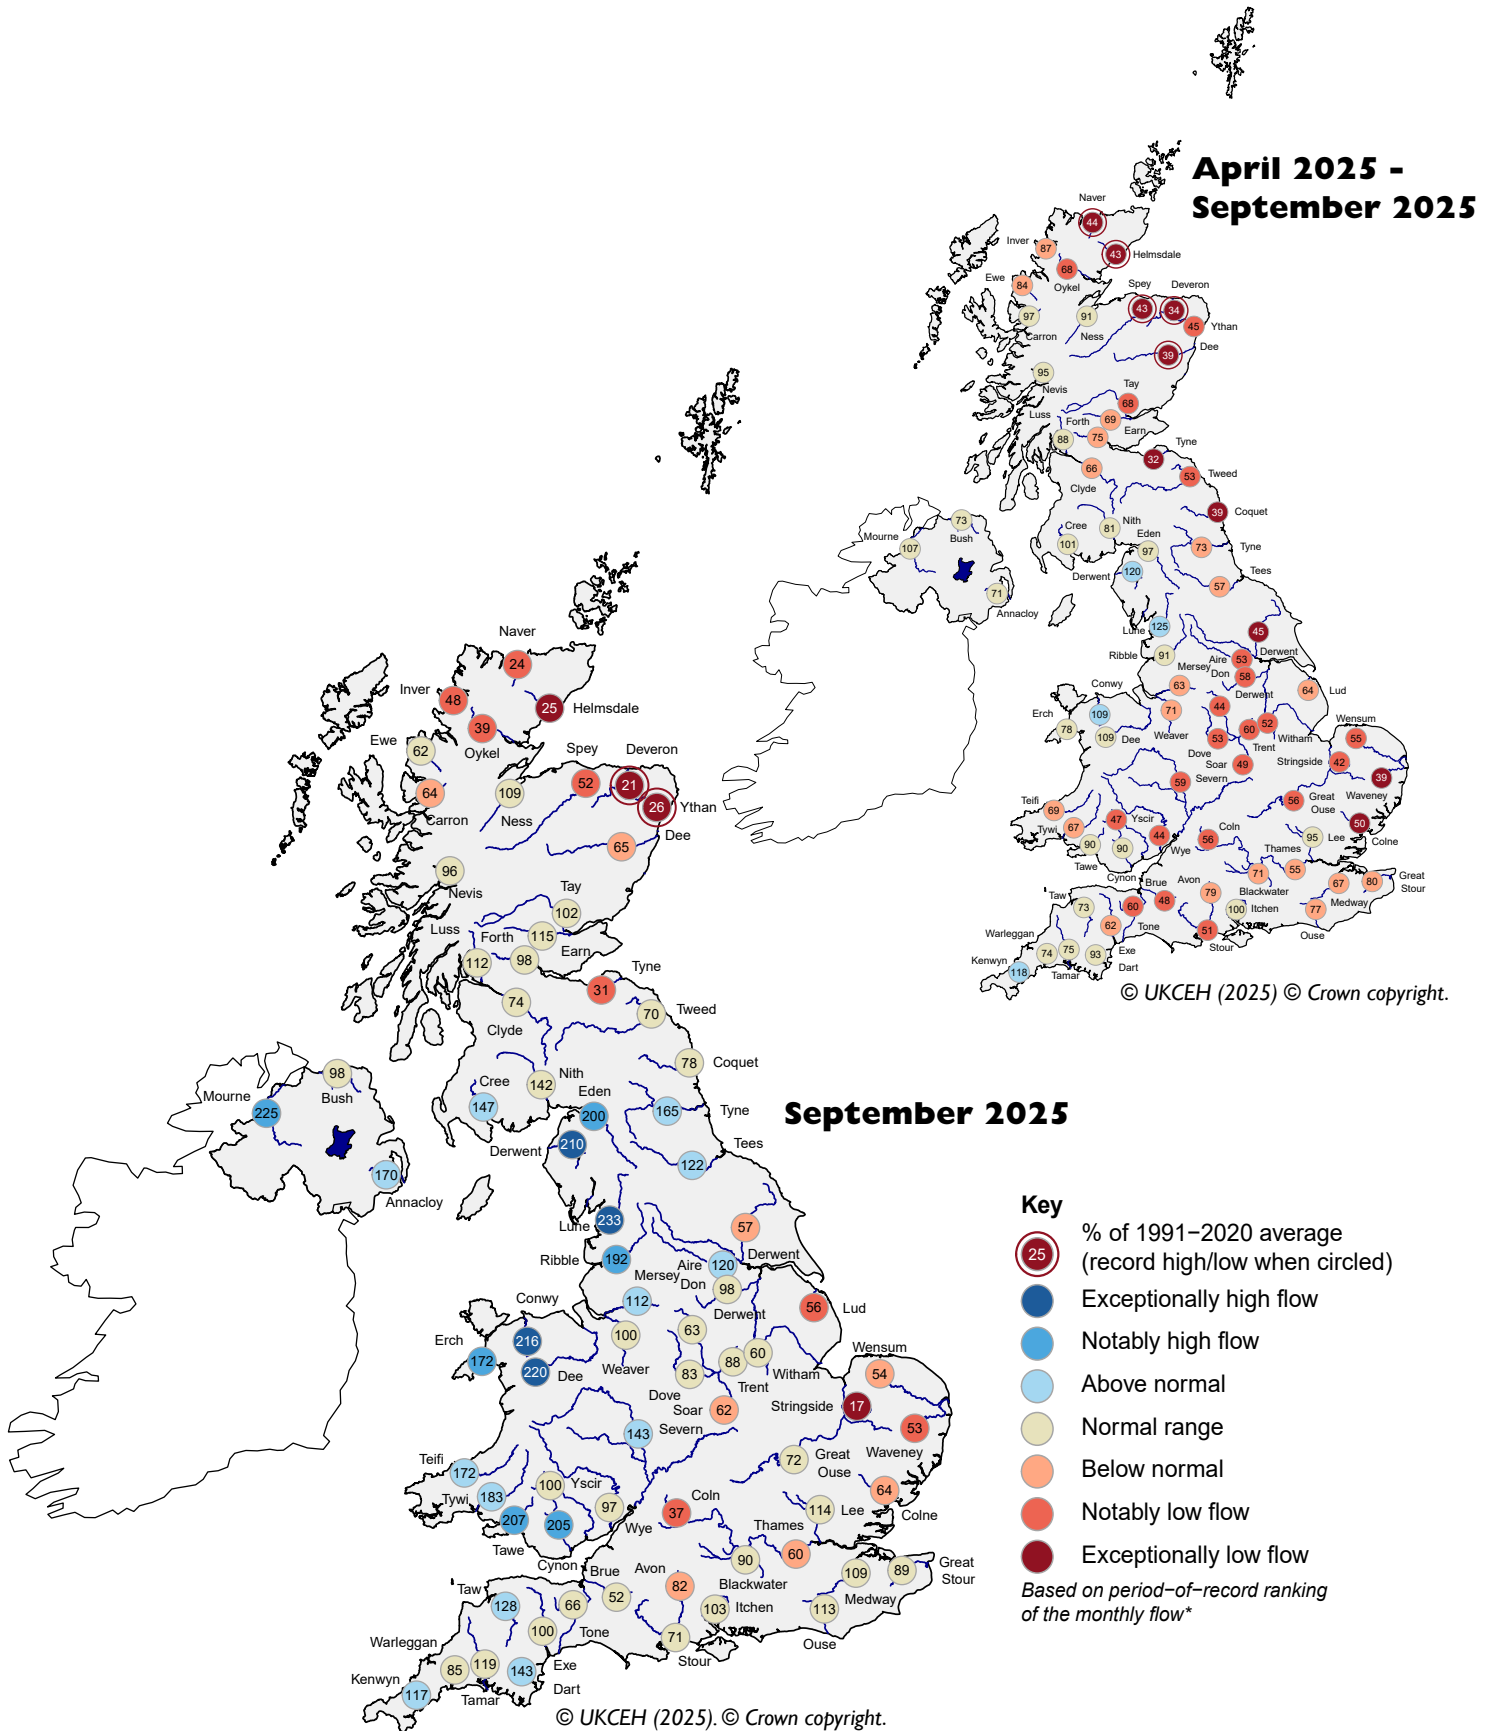 April 2025 -
September 2025
Naver
44
Inver
87
43
Helmsdale
68
Oykel
Ewe
84
Spey
Deveron
43
34
97
Carron
91
Ness
45
Ythan
Dee
39
95
Nevis
Tay
68
Luss
Forth
69
Earn
88
75
Tyne
32
66
Clyde
53
Tweed
39
Coquet
73
Bush
Mourne
107
Cree
101
Nith
81
Eden
97
73
Tyne
Derwent
120
Tees
57
71
Annacloy
Lune
125
45
Derwent
Ribble
91
Aire
53
Mersey
Don
58
63
Derwent
64
Lud
Conwy
109
Erch
78
109
Dee
71
Weaver
44
52
60
Witham
Trent
53
Dove
Wensum
55
Soar
49
Stringside
42
39
Waveney
Severn
59
56
Great
Ouse
Teifi
69
Tywi
67
47
Yscir
50
Colne
90
Tawe
90
Cynon
44
Wye
56
Coln
95
Lee
Thames
55
71
Blackwater
67
Medway
80
Great
Stour
Taw
73
Brue
48
Avon
79
60
Tone
100
Itchen
77
Ouse
62
Exe
51
Stour
Warleggan
74
75
Tamar
93
Dart
Kenwyn
118
© UKCEH (2025) © Crown copyright.
September 2025
Naver
24
Inver
48
25
Helmsdale
39
Oykel
Ewe
62
Spey
52
Deveron
21
64
Carron
109
Ness
26
Ythan
Dee
65
96
Nevis
Tay
102
Luss
Forth
115
Earn
112
98
Tyne
31
74
Clyde
70
Tweed
78
Coquet
98
Bush
Mourne
225
Cree
147
Nith
142
Eden
200
165
Tyne
Derwent
210
Tees
122
170
Annacloy
Lune
233
57
Derwent
Ribble
192
Aire
120
Mersey
Don
98
112
Derwent
56
Lud
Conwy
216
Erch
172
220
Dee
100
Weaver
63
60
88
Witham
Trent
83
Dove
Wensum
54
Soar
62
Stringside
17
53
Waveney
Severn
143
72
Great
Ouse
Teifi
172
Tywi
183
100
Yscir
64
Colne
207
Tawe
205
Cynon
97
Wye
37
Coln
114
Lee
Thames
60
90
Blackwater
109
Medway
89
Great
Stour
Taw
128
Brue
52
Avon
82
66
Tone
103
Itchen
113
Ouse
100
Exe
71
Stour
Warleggan
85
119
Tamar
143
Dart
Kenwyn
117
© UKCEH (2025). © Crown copyright.
Key
25
% of 1991−2020 average
(record high/low when circled)
Exceptionally high flow
Notably high flow
Above normal
Normal range
Below normal
Notably low flow
Exceptionally low flow
Based on period−of−record ranking
of the monthly flow*